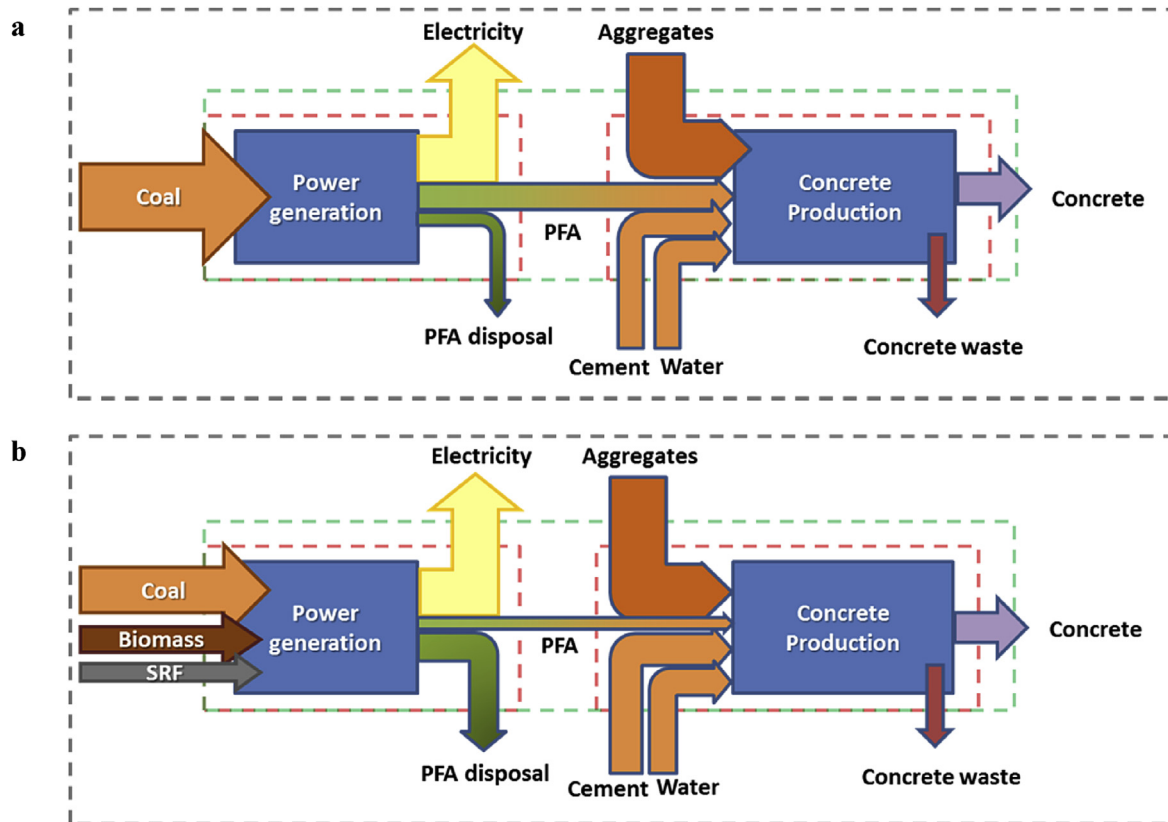 a
Electricity
Aggregates
Coal
Power
generation
Concrete
Production
Concrete
PFA
PFA disposal
Cement Water
Concrete waste
b
Electricity
Aggregates
Coal
Biomass
SRF
Power
generation
Concrete
Production
Concrete
PFA
PFA disposal
Cement Water
Concrete waste